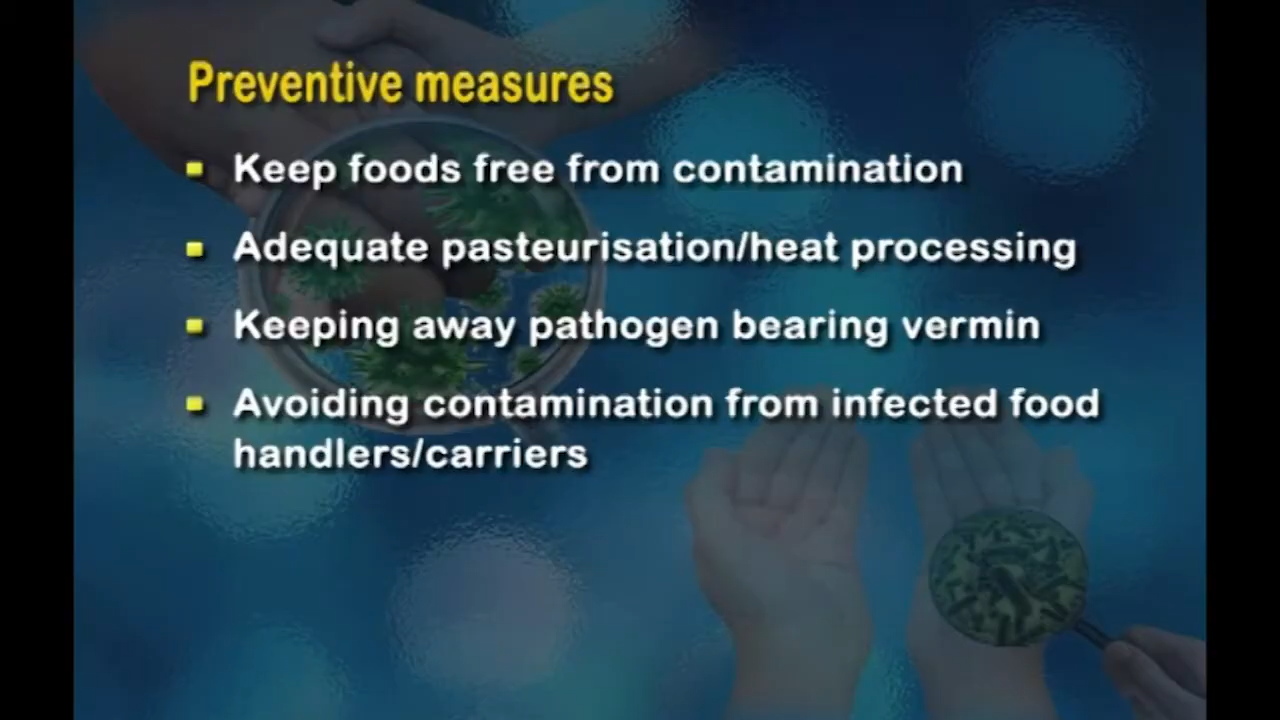 Preventive measures
Keep foods free from contamination
Adequate pasteurisation/heat processing
Keeping away pathogen bearing vermin
Avoiding contamination from infected food
handlers/carriers